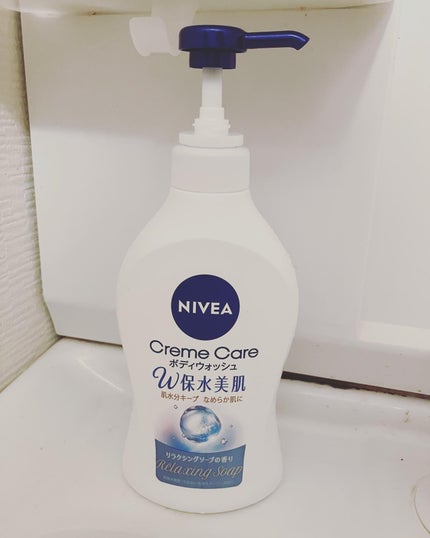 NIVEA
Creme Care
ボディウォッシュ
W保水美肌
肌水分キープ なめらか肌に
リラクシングソープの香り
Relaxing Soap